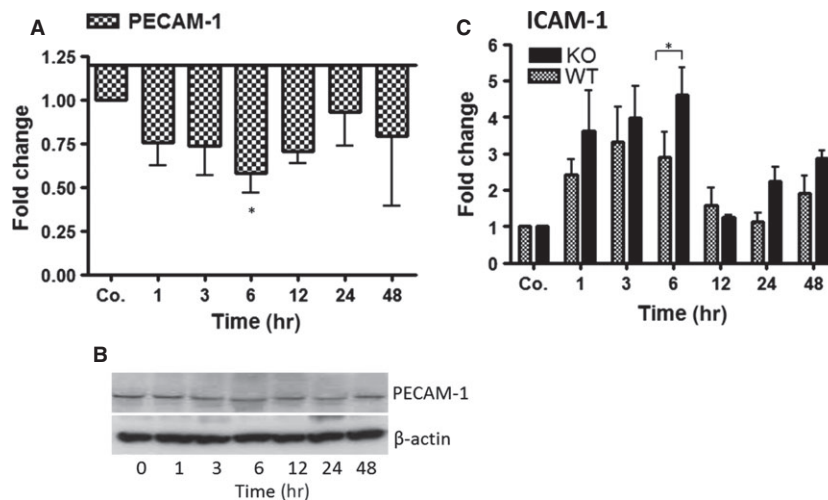 A
PECAM-1
1.25
1.00
0.75
0.50
0.25
0.00
Fold change
*
Co. 1 3 6 12 24 48
Time (hr)
B
PECAM-1
β-actin
0 1 3 6 12 24 48
Time (hr)
C
ICAM-1
KO
WT
*
6
5
4
3
2
1
0
Fold change
Co. 1 3 6 12 24 48
Time (hr)